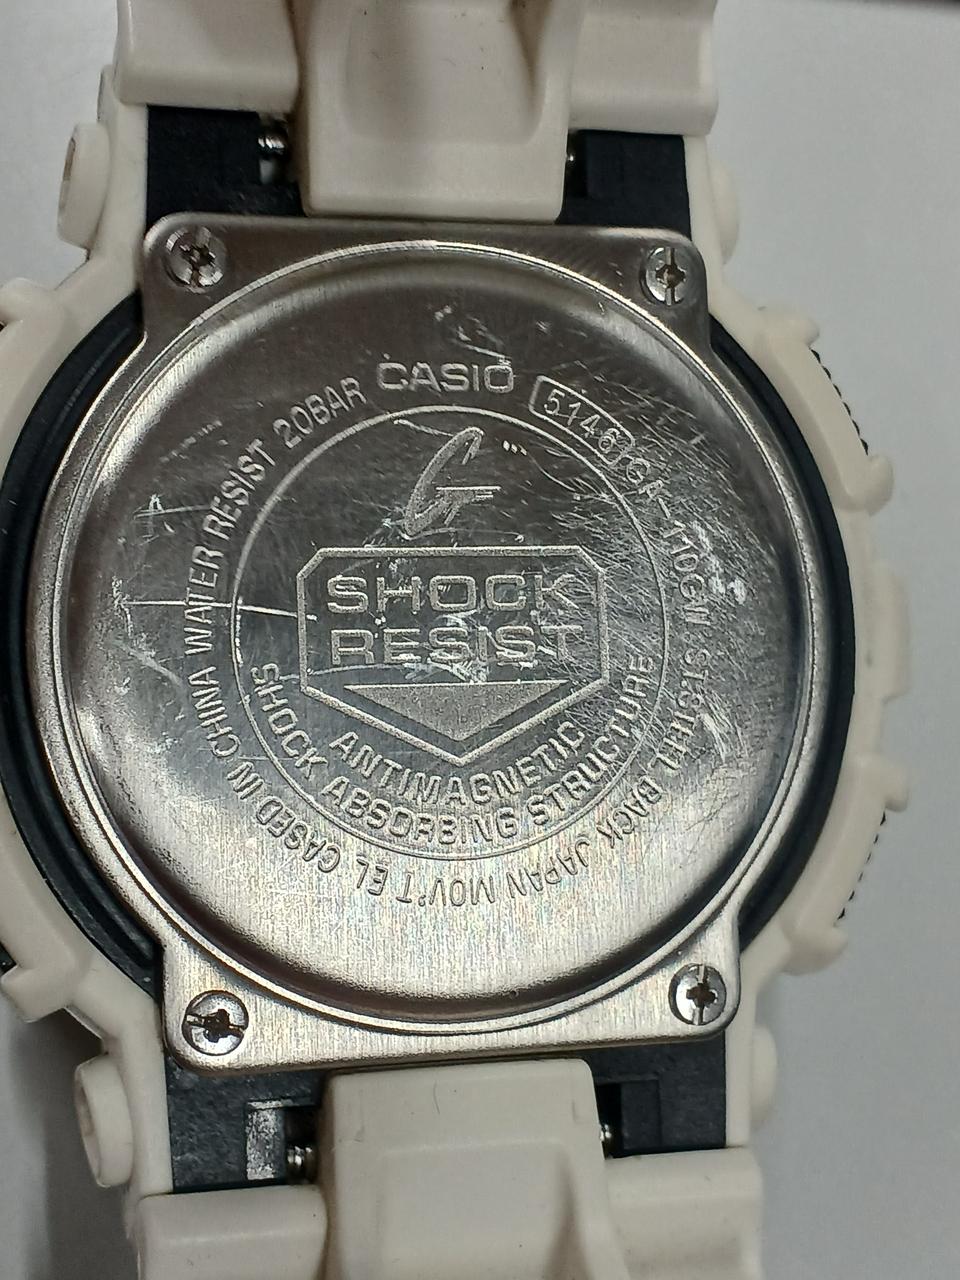 CASIO
5146 GA-110GW ST.STEEL BACK JAPAN MOV'T EL CASED IN CHINA WATER RESIST 20BAR
G
SHOCK
RESIST
ANTIMAGNETIC
SHOCK ABSORBING STRUCTURE